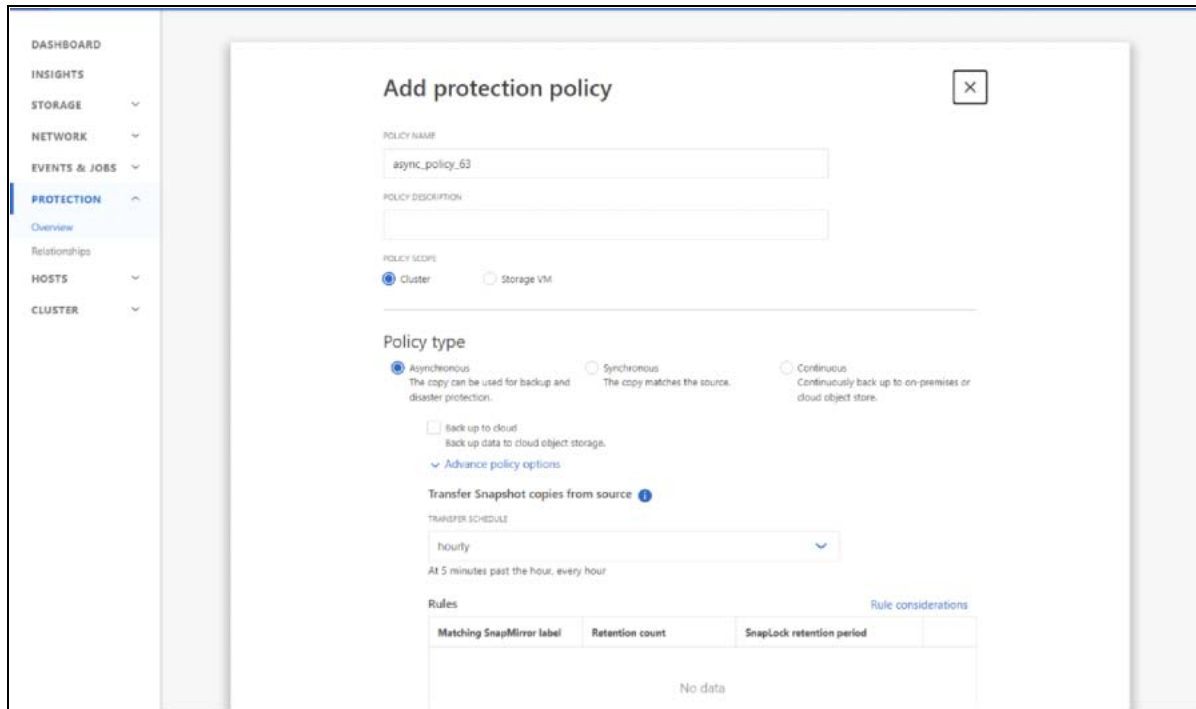 DASHBOARD
INSIGHTS
STORAGE
NETWORK
EVENTS & JOBS
PROTECTION
Overview
Relationships
HOSTS
CLUSTER
Add protection policy
POLICY NAME
async_policy_63
POLICY DESCRIPTION
POLICY SCOPE
Cluster
Storage VM
Policy type
Asynchronous
The copy can be used for backup and
disaster protection.
Synchronous
The copy matches the source.
Continuous
Continuously back up to on-premises or
cloud object store.
Back up to cloud
Back up data to cloud object storage.
Advance policy options
Transfer Snapshot copies from source
TRANSFER SCHEDULE
hourly
At 5 minutes past the hour, every hour
Rules
Rule considerations
Matching SnapMirror label
Retention count
SnapLock retention period
No data